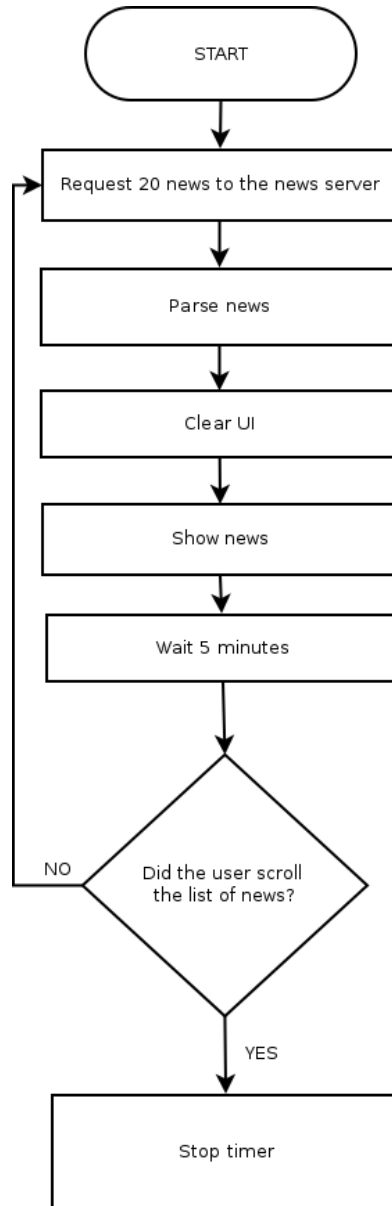 START
Request 20 news to the news server
Parse news
Clear UI
Show news
Wait 5 minutes
Did the user scroll
the list of news?
NO
YES
Stop timer